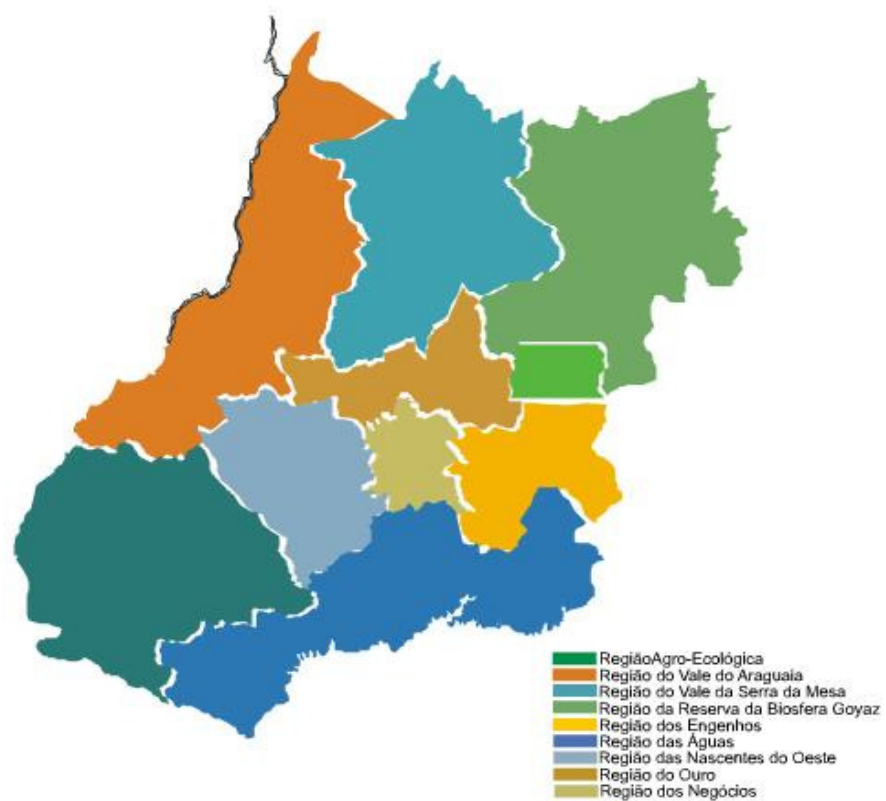 RegiãoAgro-Ecológica
Região do Vale do Araguaia
Região do Vale da Serra da Mesa
Região da Reserva da Biosfera Goyaz
Região dos Engenhos
Região das Águas
Região das Nascentes do Oeste
Região do Ouro
Região dos Negócios